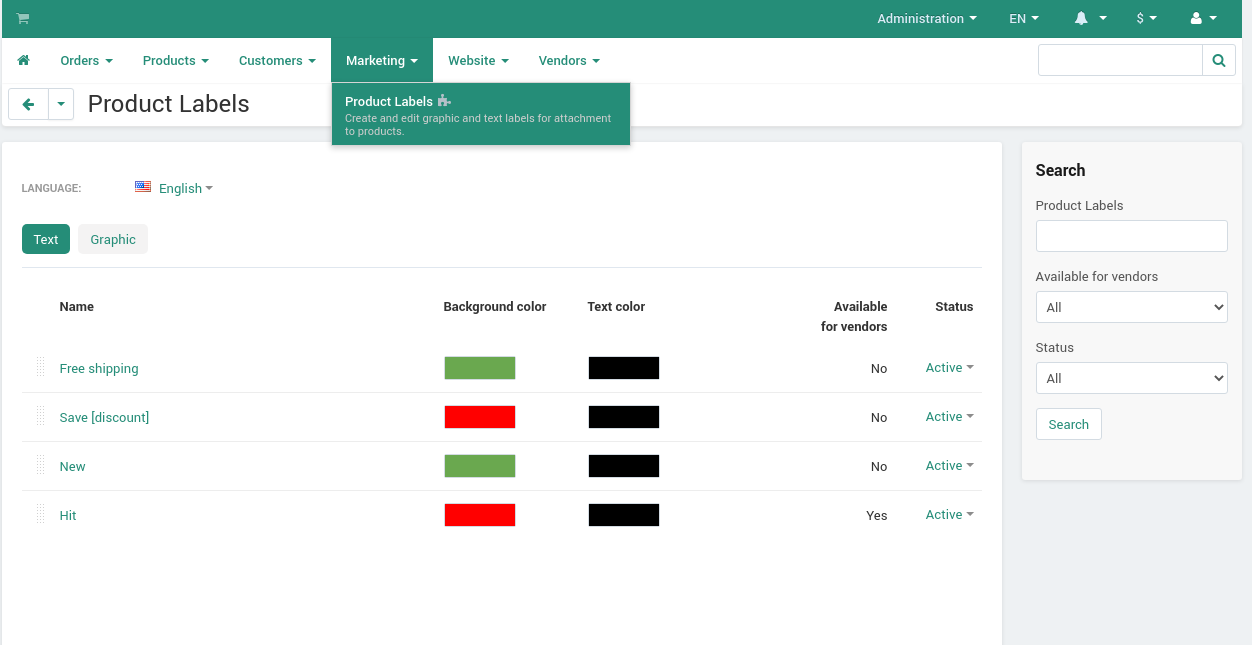 Administration EN $
Orders Products Customers Marketing Website Vendors
Product Labels
Product Labels
Create and edit graphic and text labels for attachment
to products.
LANGUAGE: English
Text Graphic
Name Background color Text color Available
for vendors Status
Free shipping No Active
Save [discount] No Active
New No Active
Hit Yes Active
Search
Product Labels
Available for vendors
All
Status
All
Search